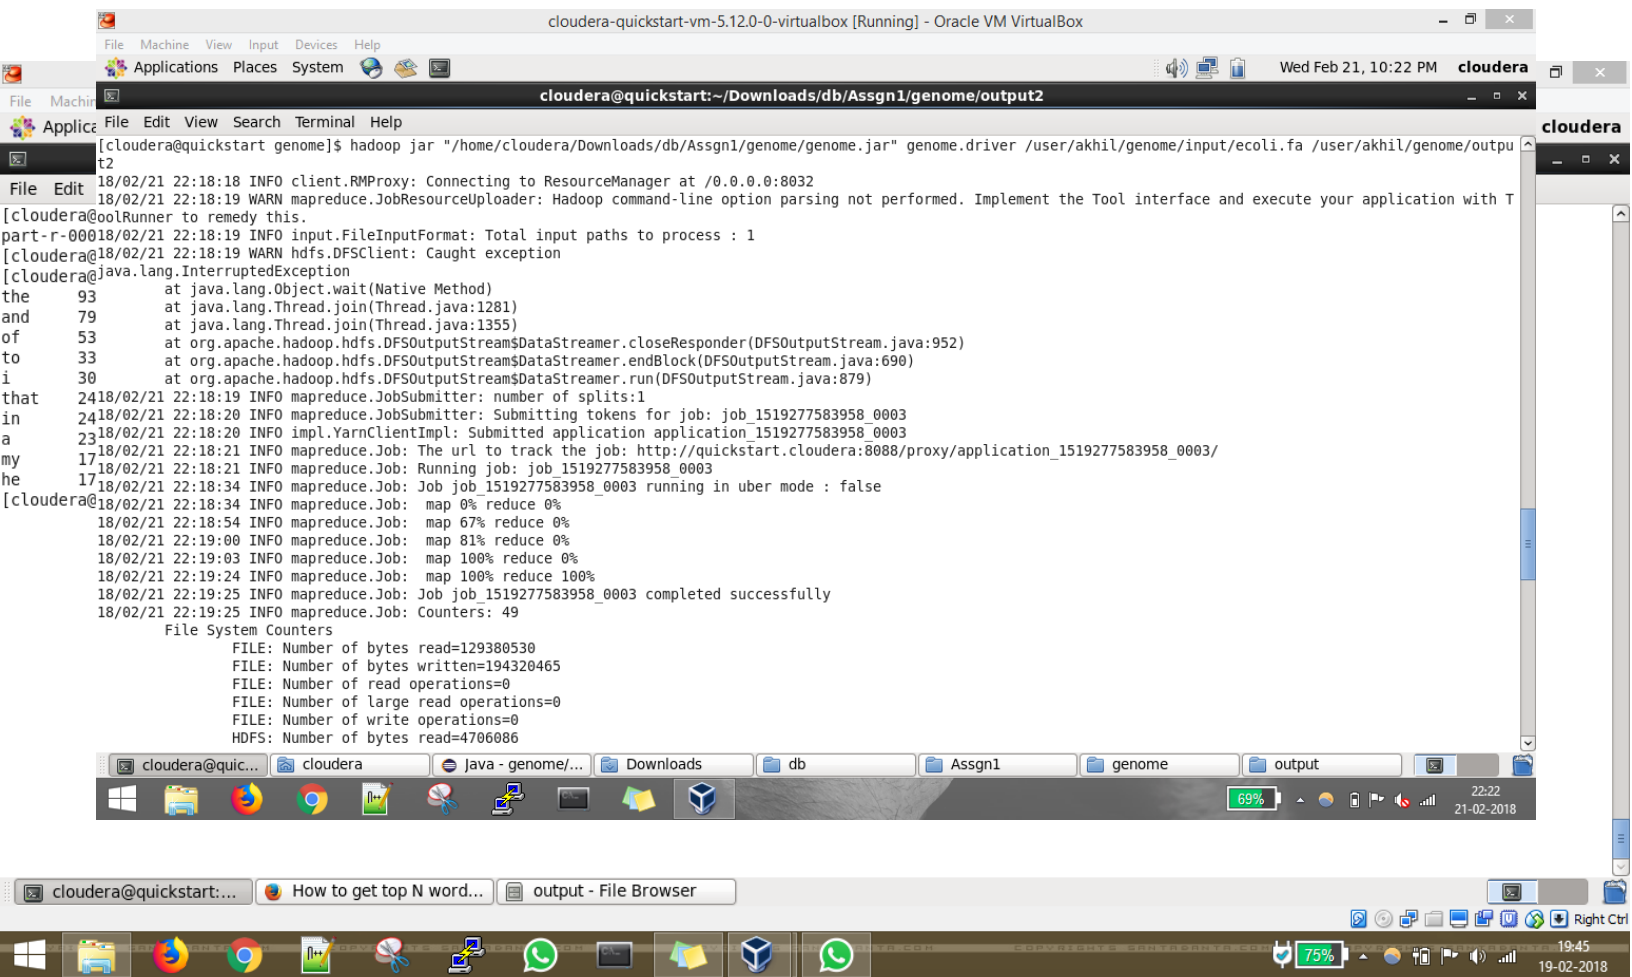 cloudera-quickstart-vm-5.12.0-0-virtualbox [Running] - Oracle VM VirtualBox
File Machine View Input Devices Help
Applications Places System
Wed Feb 21, 10:22 PM cloudera
cloudera@quickstart:~/Downloads/db/Assgn1/genome/output2
File Edit View Search Terminal Help
[cloudera@quickstart genome]$ hadoop jar "/home/cloudera/Downloads/db/Assgn1/genome/genome.jar" genome.driver /user/akhil/genome/input/ecoli.fa /user/akhil/genome/outpu
t2
18/02/21 22:18:18 INFO client.RMProxy: Connecting to ResourceManager at /0.0.0.0:8032
18/02/21 22:18:19 WARN mapreduce.JobResourceUploader: Hadoop command-line option parsing not performed. Implement the Tool interface and execute your application with T
oolRunner to remedy this.
18/02/21 22:18:19 INFO input.FileInputFormat: Total input paths to process : 1
18/02/21 22:18:19 WARN hdfs.DFSClient: Caught exception
java.lang.InterruptedException
at java.lang.Object.wait(Native Method)
at java.lang.Thread.join(Thread.java:1281)
at java.lang.Thread.join(Thread.java:1355)
at org.apache.hadoop.hdfs.DFSOutputStream$DataStreamer.closeResponder(DFSOutputStream.java:952)
at org.apache.hadoop.hdfs.DFSOutputStream$DataStreamer.endBlock(DFSOutputStream.java:690)
at org.apache.hadoop.hdfs.DFSOutputStream$DataStreamer.run(DFSOutputStream.java:879)
18/02/21 22:18:19 INFO mapreduce.JobSubmitter: number of splits:1
18/02/21 22:18:20 INFO mapreduce.JobSubmitter: Submitting tokens for job: job_1519277583958_0003
18/02/21 22:18:20 INFO impl.YarnClientImpl: Submitted application application_1519277583958_0003
18/02/21 22:18:21 INFO mapreduce.Job: The url to track the job: http://quickstart.cloudera:8088/proxy/application_1519277583958_0003/
18/02/21 22:18:21 INFO mapreduce.Job: Running job: job_1519277583958_0003
18/02/21 22:18:34 INFO mapreduce.Job: Job job_1519277583958_0003 running in uber mode : false
18/02/21 22:18:34 INFO mapreduce.Job: map 0% reduce 0%
18/02/21 22:18:54 INFO mapreduce.Job: map 67% reduce 0%
18/02/21 22:19:00 INFO mapreduce.Job: map 81% reduce 0%
18/02/21 22:19:03 INFO mapreduce.Job: map 100% reduce 0%
18/02/21 22:19:24 INFO mapreduce.Job: map 100% reduce 100%
18/02/21 22:19:25 INFO mapreduce.Job: Job job_1519277583958_0003 completed successfully
18/02/21 22:19:25 INFO mapreduce.Job: Counters: 49
File System Counters
FILE: Number of bytes read=129380530
FILE: Number of bytes written=194320465
FILE: Number of read operations=0
FILE: Number of large read operations=0
FILE: Number of write operations=0
HDFS: Number of bytes read=4706086
cloudera@quic... cloudera Java - genome/... Downloads db Assgn1 genome output
69%
22:22
21-02-2018
File Machin
Applica
cloudera
File Edit
[cloudera@
part-r-000
[cloudera@
[cloudera@
the 93
and 79
of 53
to 33
i 30
that 24
in 24
a 23
my 17
he 17
[cloudera@
cloudera@quickstart:... How to get top N word... output - File Browser
Right Ctrl
75%
19:45
19-02-2018